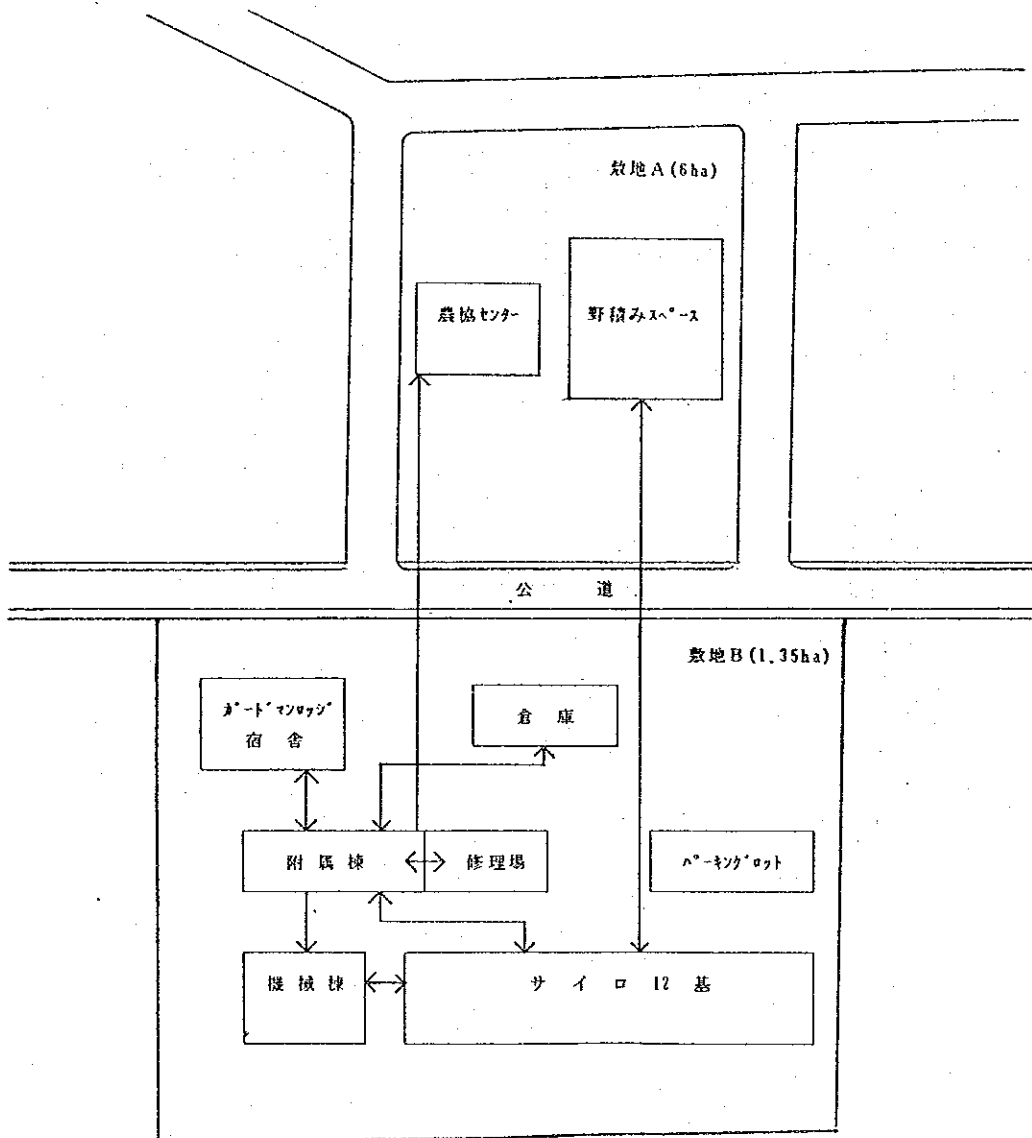 敷地A(6ha)
農協センター
野積みスペース
公道
敷地B(1.35ha)
ガードマンロッジ
宿舎
倉庫
附属棟
修理場
パーキングロット
機械棟
サイロ12基